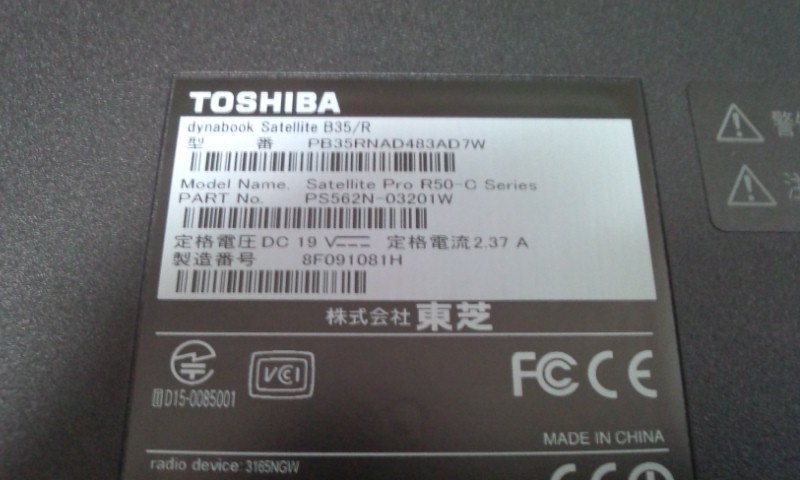 TOSHIBA
dynabook Satellite B35/R
型 番 PB35RNAD483AD7W
Model Name. Satellite Pro R50-C Series
PART No. PS562N-03201W
定格電圧 DC 19 V 定格電流 2.37 A
製造番号 8F091081H
株式会社 東芝
VCI
FC CE
D15-0085001
MADE IN CHINA
radio device: 3165NGW
警